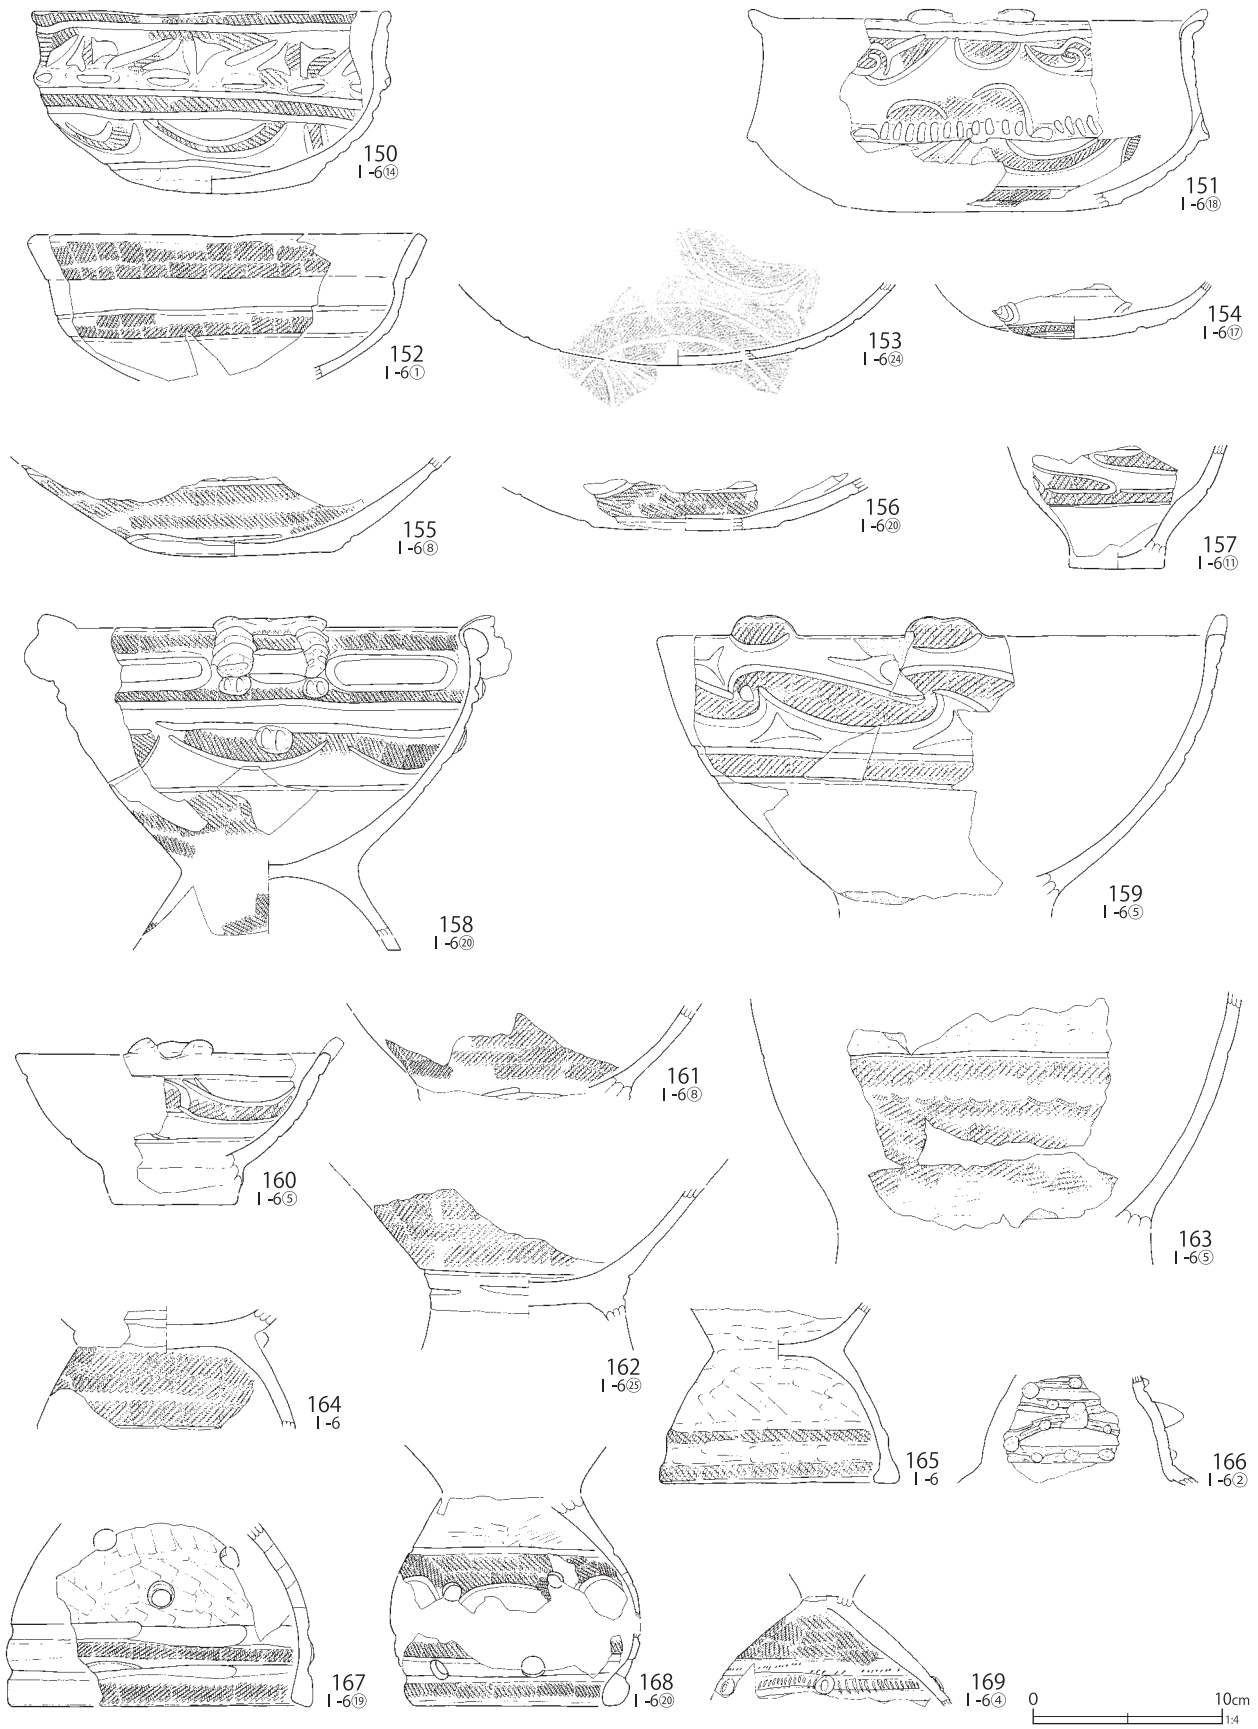 150
I -6⑭
151
I -6⑱
152
I -6①
153
I -6㉔
154
I -6⑰
155
I -6⑧
156
I -6⑳
157
I -6⑪
158
I -6⑳
159
I -6⑤
160
I -6⑤
161
I -6⑧
162
I -6㉕
163
I -6⑤
164
I -6
165
I -6
166
I -6②
167
I -6⑲
168
I -6⑳
169
I -6④
0 10cm
1:4